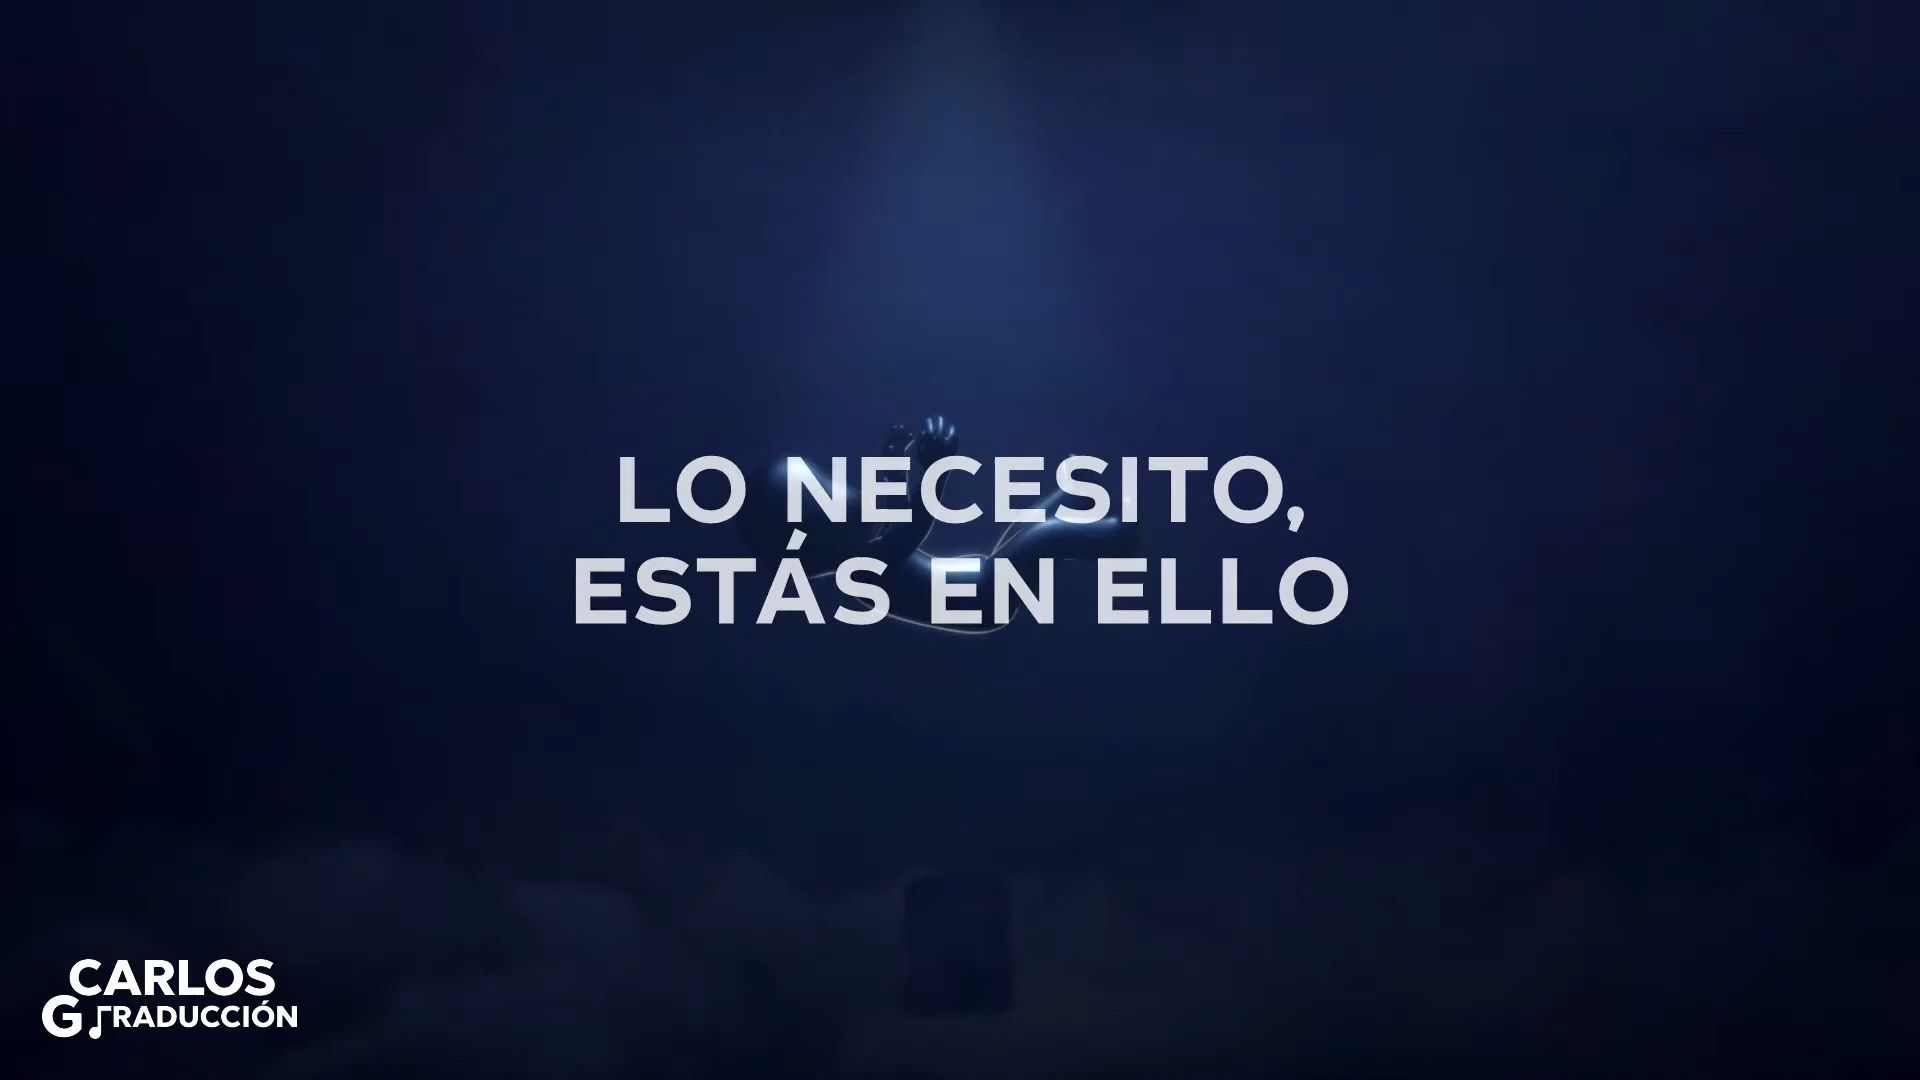 LO NECESITO,
ESTÁS EN ELLO
CARLOS
G. TRADUCCIÓN